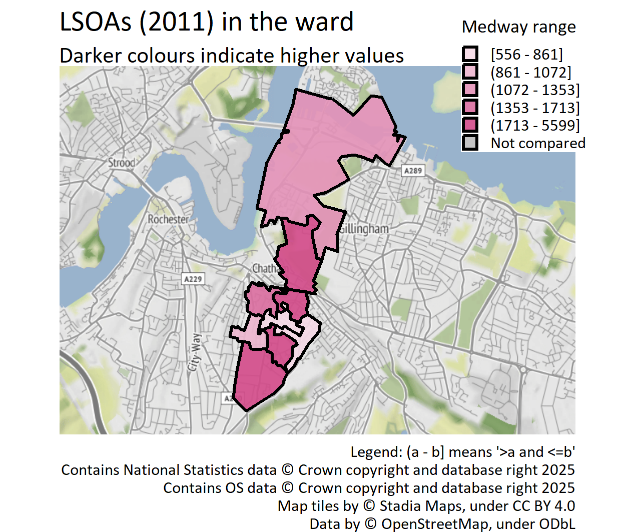 LSOAs (2011) in the ward
Darker colours indicate higher values
Medway range
[556 - 861]
(861 - 1072]
(1072 - 1353]
(1353 - 1713]
(1713 - 5599]
Not compared
Strood
A289
Rochester
illingham
Chatha
A229
City Way
Legend: (a - b] means '>a and <=b'
Contains National Statistics data © Crown copyright and database right 2025
Contains OS data © Crown copyright and database right 2025
Map tiles by © Stadia Maps, under CC BY 4.0
Data by © OpenStreetMap, under ODbL